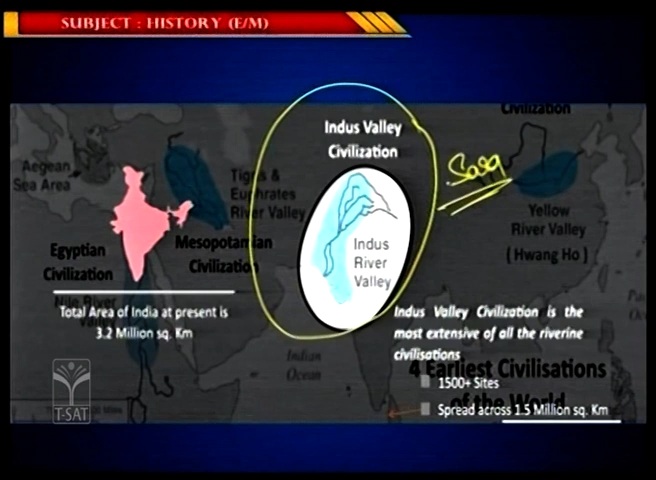 SUBJECT : HISTORY (E/M)
Civilization
Indus Valley
Civilization
Aegean
Sea Area
Tigris &
Euphrates
River Valley
Yellow
River Valley
(Hwang Ho)
Indus
River
Valley
Egyptian
Civilization
Mesopotamian
Civilization
Nile River
Valley
Total Area of India at present is
3.2 Million sq. Km
Indus Valley Civilization is the
most extensive of all the riverine
civilisations
Indian
Ocean
4 Earliest Civilisations
of the World
1500+ Sites
Spread across 1.5 Million sq. Km
T-SAT